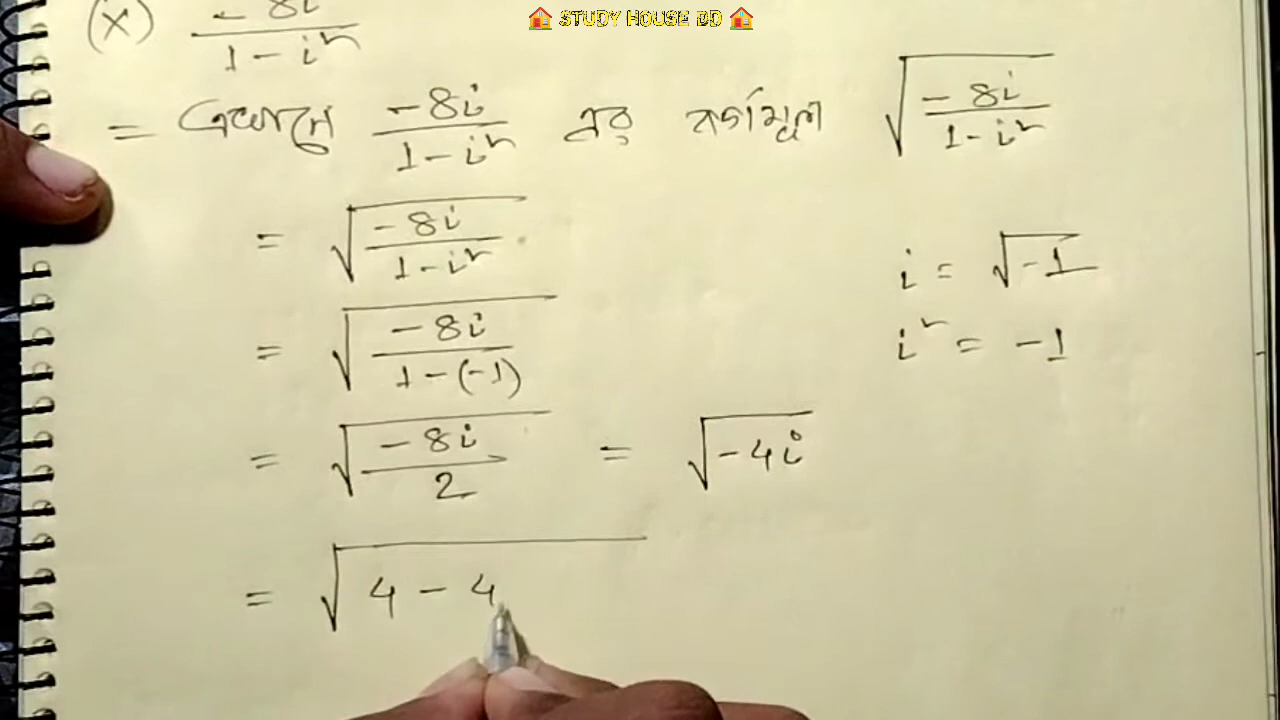 🏠 STUDY HOUSE BD 🏠
(x) -8i / 1 - i²
= এখানে -8i / 1 - i² এর বর্গমূল √(-8i / 1 - i²)
= √(-8i / 1 - i²)
i = √-1
= √(-8i / 1 - (-1))
i² = -1
= √(-8i / 2) = √-4i
= √4 - 4